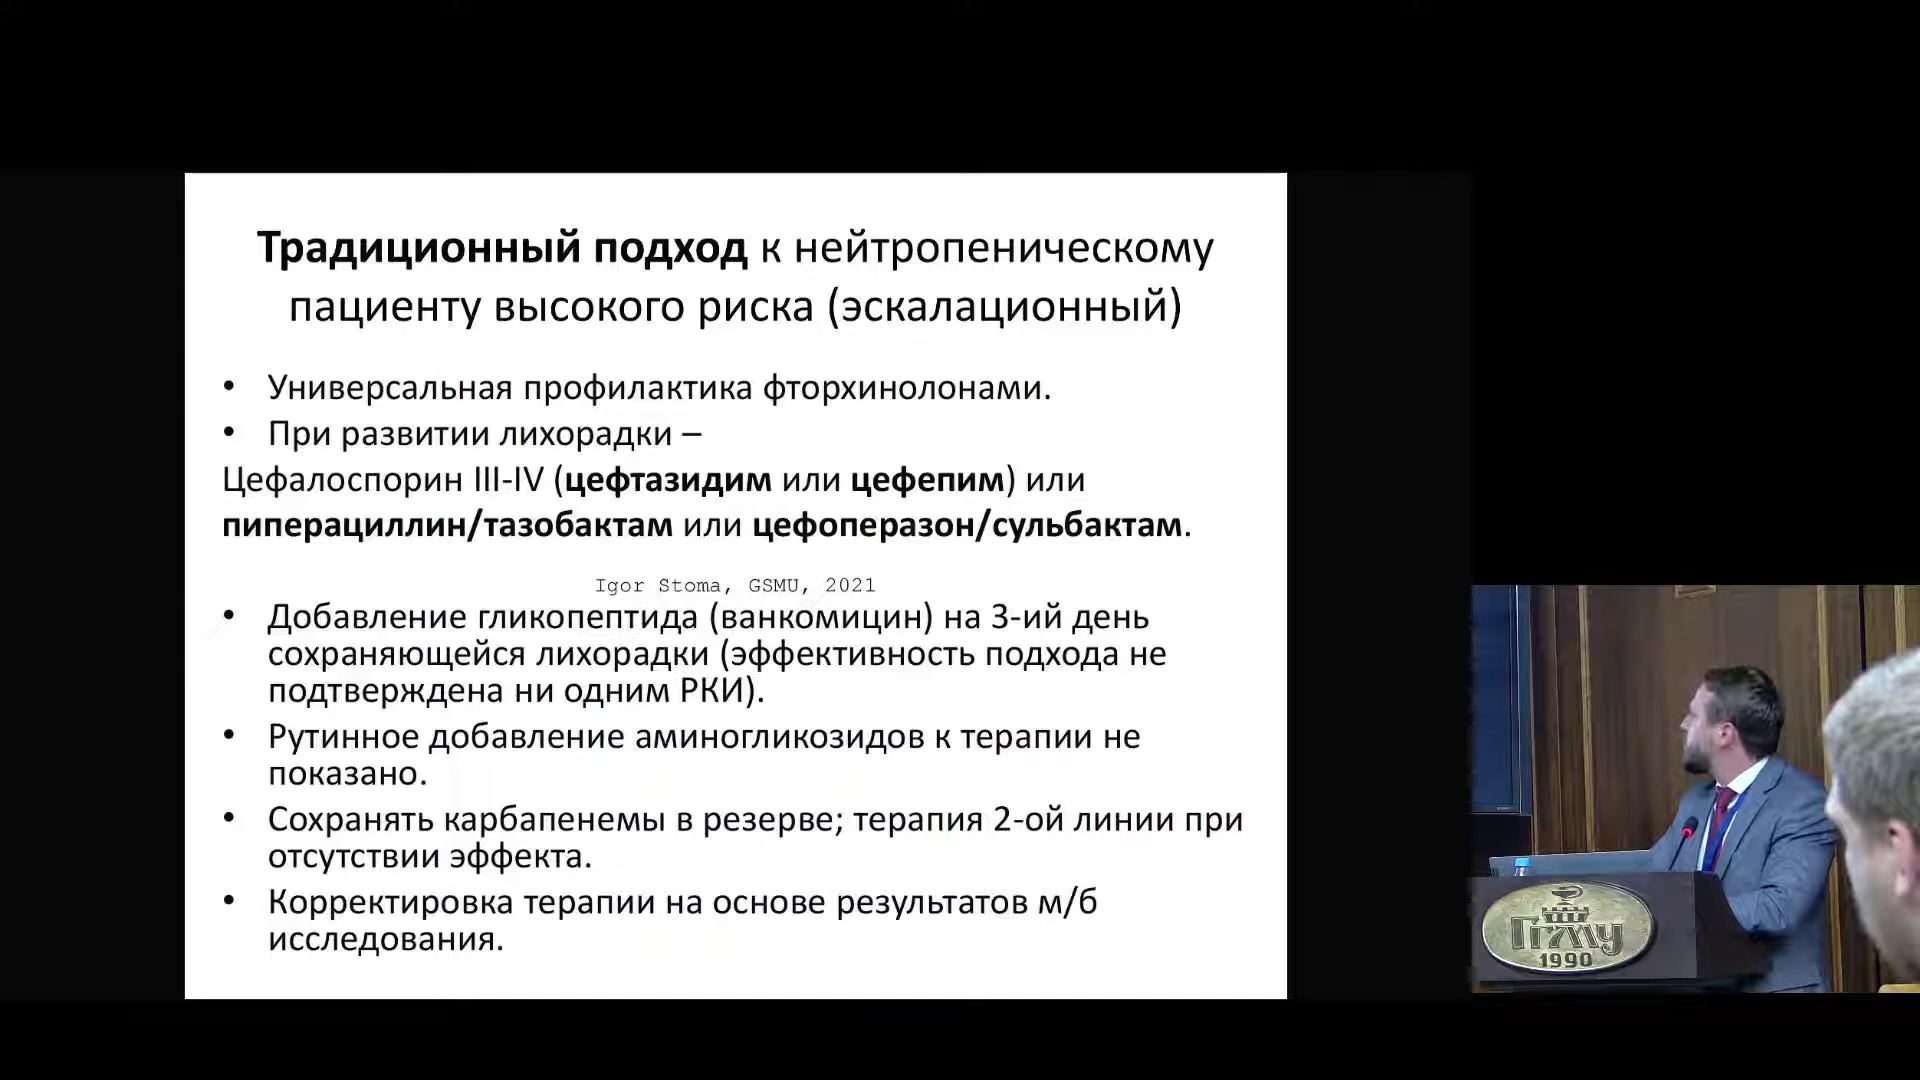 Традиционный подход к нейтропеническому
пациенту высокого риска (эскалационный)
• Универсальная профилактика фторхинолонами.
• При развитии лихорадки –
Цефалоспорин III-IV (цефтазидим или цефепим) или
пиперациллин/тазобактам или цефоперазон/сульбактам.
Igor Stoma, GSMU, 2021
• Добавление гликопептида (ванкомицин) на 3-ий день
сохраняющейся лихорадки (эффективность подхода не
подтверждена ни одним РКИ).
• Рутинное добавление аминогликозидов к терапии не
показано.
• Сохранять карбапенемы в резерве; терапия 2-ой линии при
отсутствии эффекта.
• Корректировка терапии на основе результатов м/б
исследования.
ГГМУ
1990